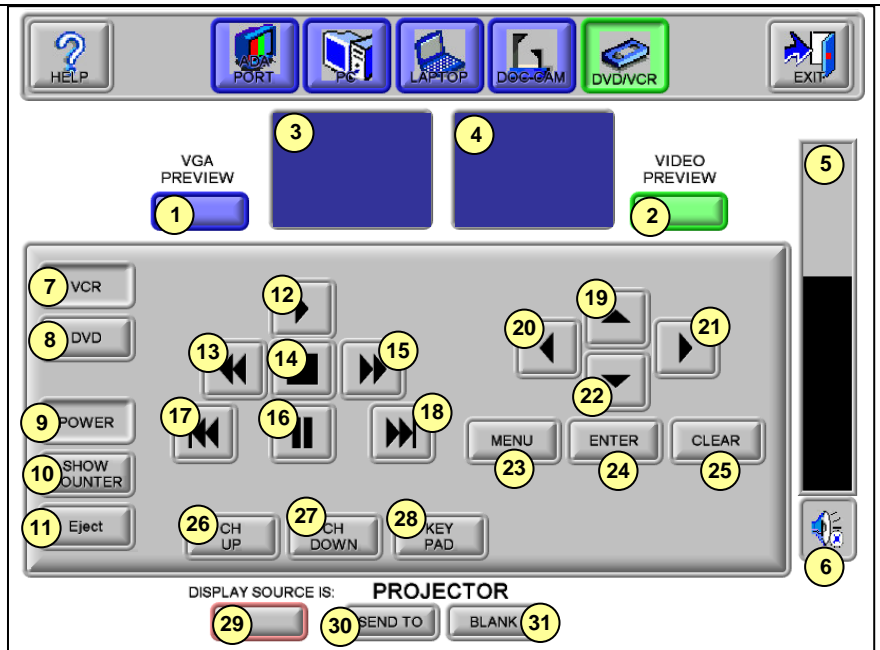 HELP
ADA
PORT
PC
LAPTOP
DOC-CAM
DVD/VCR
EXIT
3
4
5
VGA
PREVIEW
VIDEO
PREVIEW
1
2
7
VCR
8
DVD
9
POWER
10
SHOW
COUNTER
11
Eject
12
13
14
15
17
16
18
19
20
21
22
MENU
ENTER
CLEAR
23
24
25
26
CH
UP
27
CH
DOWN
28
KEY
PAD
6
DISPLAY SOURCE IS:
PROJECTOR
29
30
SEND TO
BLANK
31